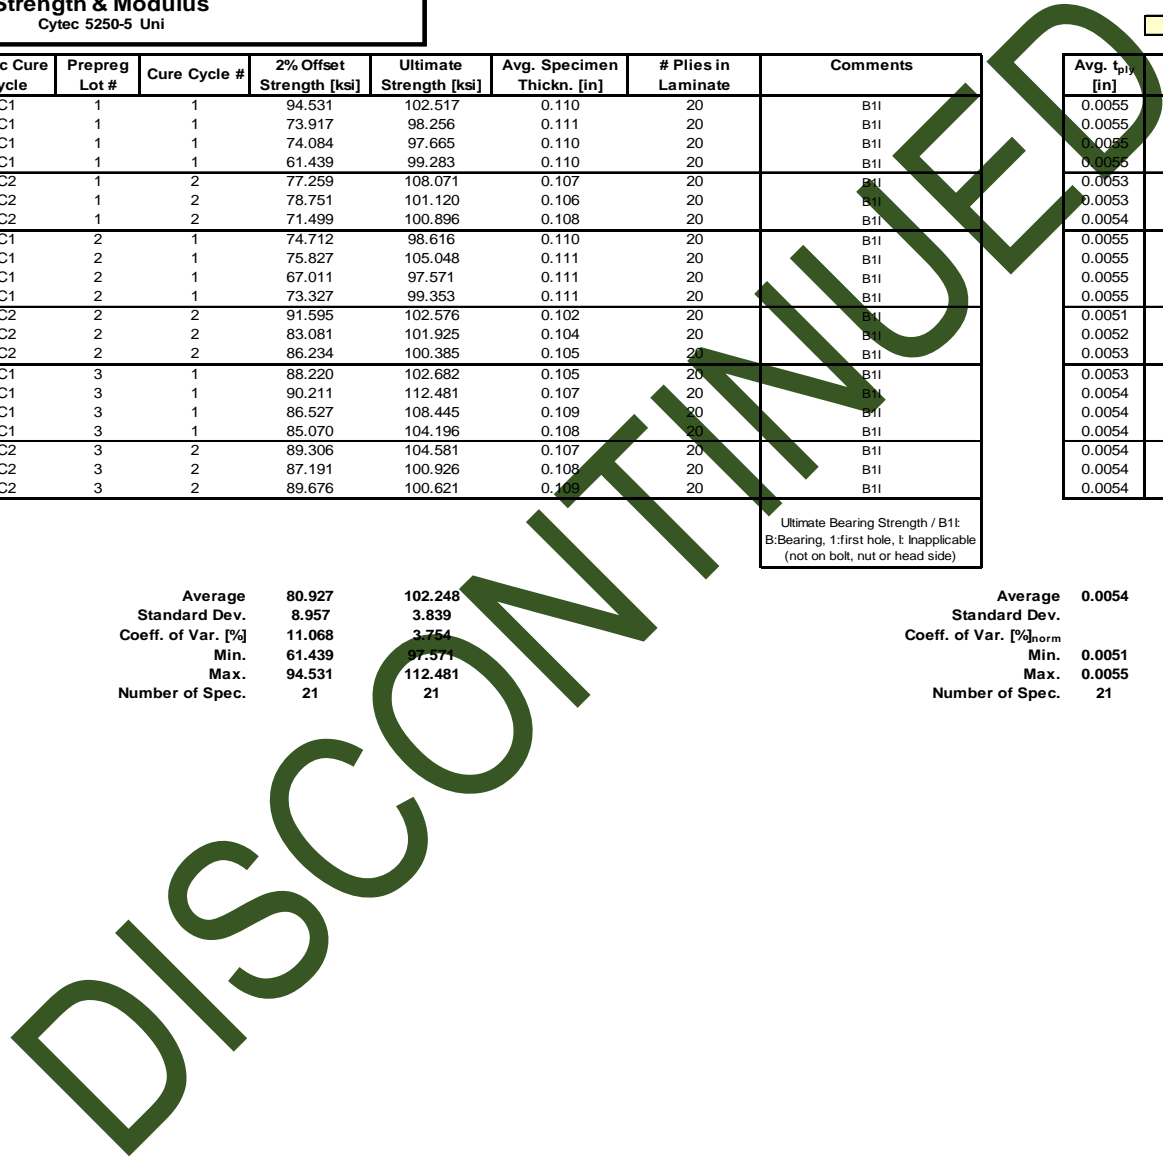 Strength & Modulus
Cytec 5250-5 Uni
c Cure Prepreg Cure Cycle # 2% Offset Ultimate Avg. Specimen # Plies in Comments Avg. tply
ycle Lot # Strength [ksi] Strength [ksi] Thickn. [in] Laminate [in]
C1 1 1 94.531 102.517 0.110 20 B1I 0.0055
C1 1 1 73.917 98.256 0.111 20 B1I 0.0055
C1 1 1 74.084 97.665 0.110 20 B1I 0.0055
C1 1 1 61.439 99.283 0.110 20 B1I 0.0055
C2 1 2 77.259 108.071 0.107 20 B1I 0.0053
C2 1 2 78.751 101.120 0.106 20 B1I 0.0053
C2 1 2 71.499 100.896 0.108 20 B1I 0.0054
C1 2 1 74.712 98.616 0.110 20 B1I 0.0055
C1 2 1 75.827 105.048 0.111 20 B1I 0.0055
C1 2 1 67.011 97.571 0.111 20 B1I 0.0055
C1 2 1 73.327 99.353 0.111 20 B1I 0.0055
C2 2 2 91.595 102.576 0.102 20 B1I 0.0051
C2 2 2 83.081 101.925 0.104 20 B1I 0.0052
C2 2 2 86.234 100.385 0.105 20 B1I 0.0053
C1 3 1 88.220 102.682 0.105 20 B1I 0.0053
C1 3 1 90.211 112.481 0.107 20 B1I 0.0054
C1 3 1 86.527 108.445 0.109 20 B1I 0.0054
C1 3 1 85.070 104.196 0.108 20 B1I 0.0054
C2 3 2 89.306 104.581 0.107 20 B1I 0.0054
C2 3 2 87.191 100.926 0.108 20 B1I 0.0054
C2 3 2 89.676 100.621 0.109 20 B1I 0.0054
Ultimate Bearing Strength / B1I:
B:Bearing, 1:first hole, I: Inapplicable
(not on bolt, nut or head side)
Average 80.927 102.248 Average 0.0054
Standard Dev. 8.957 3.839 Standard Dev.
Coeff. of Var. [%] 11.068 3.754 Coeff. of Var. [%]norm
Min. 61.439 97.571 Min. 0.0051
Max. 94.531 112.481 Max. 0.0055
Number of Spec. 21 21 Number of Spec. 21
DISCONTINUED